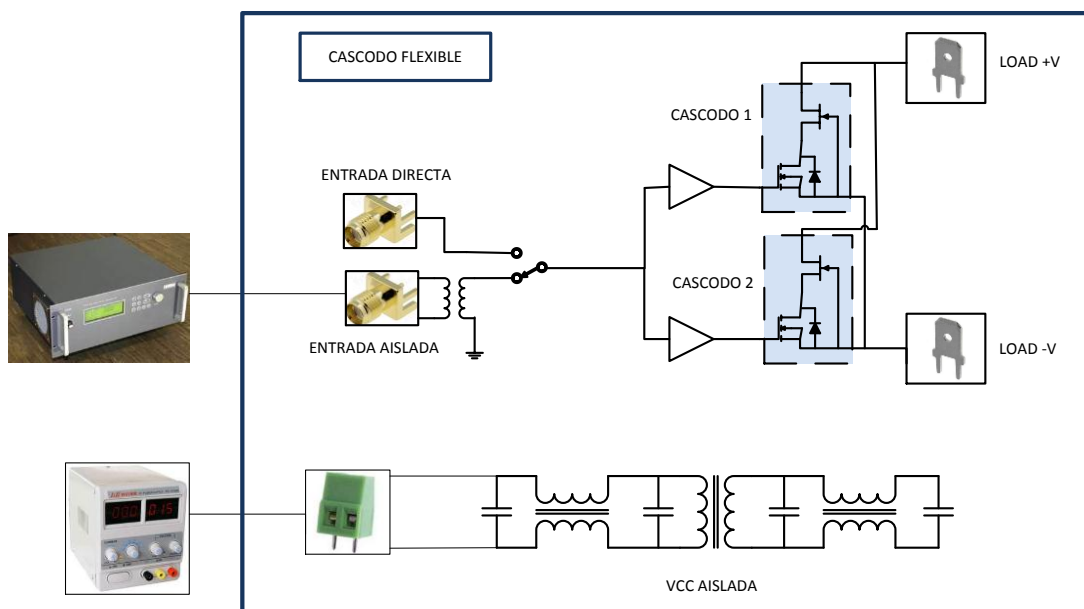 CASCODO FLEXIBLE
LOAD +V
CASCODO 1
ENTRADA DIRECTA
CASCODO 2
ENTRADA AISLADA
LOAD -V
VCC AISLADA